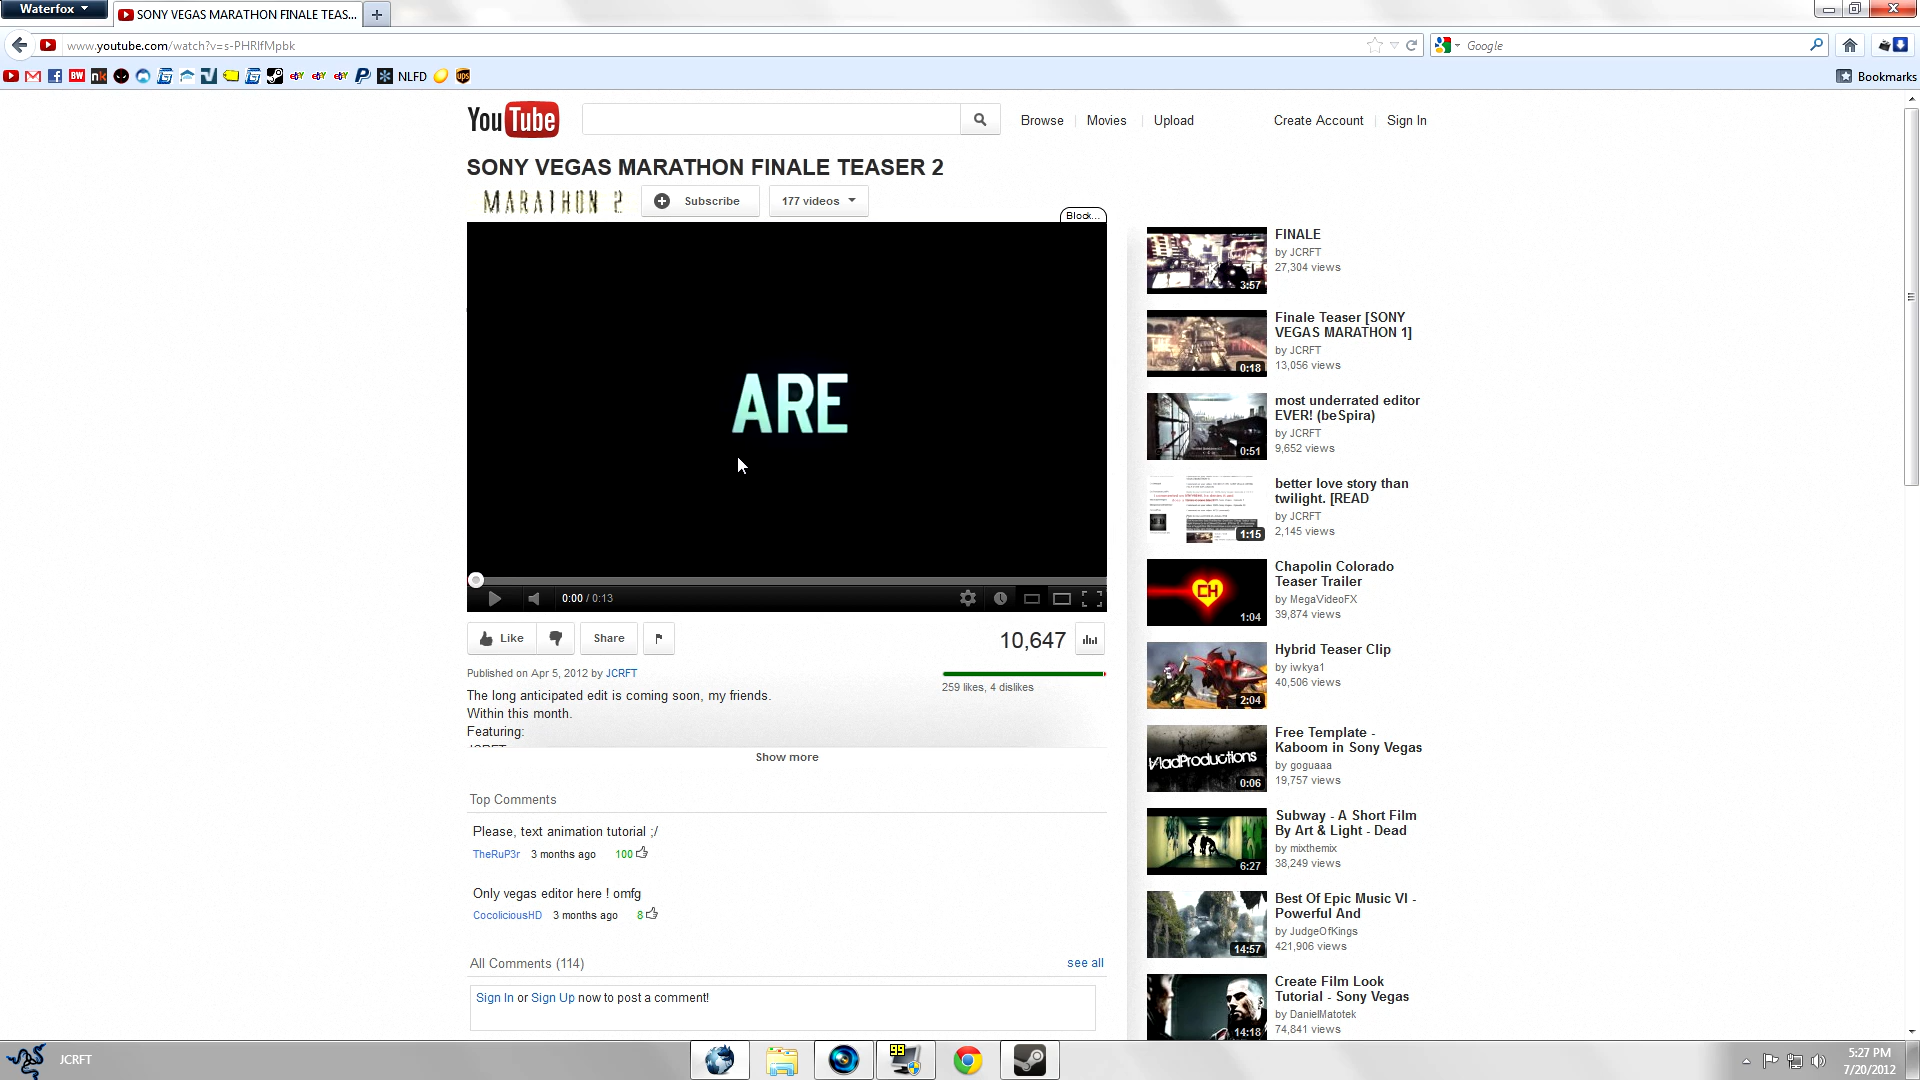 Waterfox
SONY VEGAS MARATHON FINALE TEAS...
www.youtube.com/watch?v=s-PHRlfMpbk
Google
NLFD
Bookmarks
YouTube
Browse
Movies
Upload
Create Account
Sign In
SONY VEGAS MARATHON FINALE TEASER 2
MARATHON 2
Subscribe
177 videos
Block...
ARE
0:00 / 0:13
Like
Share
10,647
Published on Apr 5, 2012 by JCRFT
259 likes, 4 dislikes
The long anticipated edit is coming soon, my friends.
Within this month.
Featuring:
JCRFT
Show more
Top Comments
Please, text animation tutorial ;/
TheRuP3r 3 months ago 100
Only vegas editor here ! omfg
CocoliciousHD 3 months ago 8
All Comments (114)
see all
Sign In or Sign Up now to post a comment!
FINALE
by JCRFT
27,304 views
3:57
Finale Teaser [SONY
VEGAS MARATHON 1]
by JCRFT
13,056 views
0:18
most underrated editor
EVER! (beSpira)
by JCRFT
9,652 views
0:51
better love story than
twilight. [READ
by JCRFT
2,145 views
1:15
Chapolin Colorado
Teaser Trailer
by MegaVideoFX
39,874 views
CH
1:04
Hybrid Teaser Clip
by iwkya1
40,506 views
2:04
Free Template -
Kaboom in Sony Vegas
by goguaaa
19,757 views
VladProductions
0:06
Subway - A Short Film
By Art & Light - Dead
by mixthemix
38,249 views
6:27
Best Of Epic Music VI -
Powerful And
by JudgeOfKings
421,906 views
14:57
Create Film Look
Tutorial - Sony Vegas
by DanielMatotek
74,841 views
14:18
JCRFT
99
5:27 PM
7/20/2012